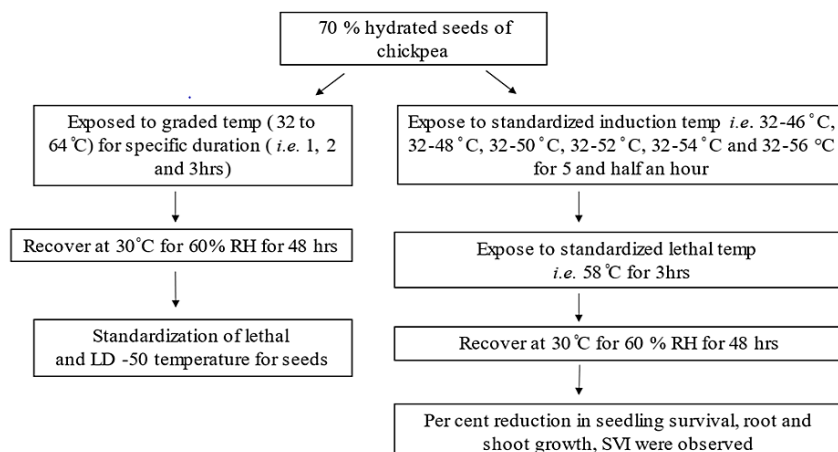 70 % hydrated seeds of
chickpea
Exposed to graded temp ( 32 to
64 °C) for specific duration ( i.e. 1, 2
and 3hrs)
Recover at 30°C for 60% RH for 48 hrs
Standardization of lethal
and LD -50 temperature for seeds
Expose to standardized induction temp i.e. 32-46 °C,
32-48 °C, 32-50 °C, 32-52 °C, 32-54 °C and 32-56 °C
for 5 and half an hour
Expose to standardized lethal temp
i.e. 58 °C for 3hrs
Recover at 30°C for 60 % RH for 48 hrs
Per cent reduction in seedling survival, root and
shoot growth, SVI were observed